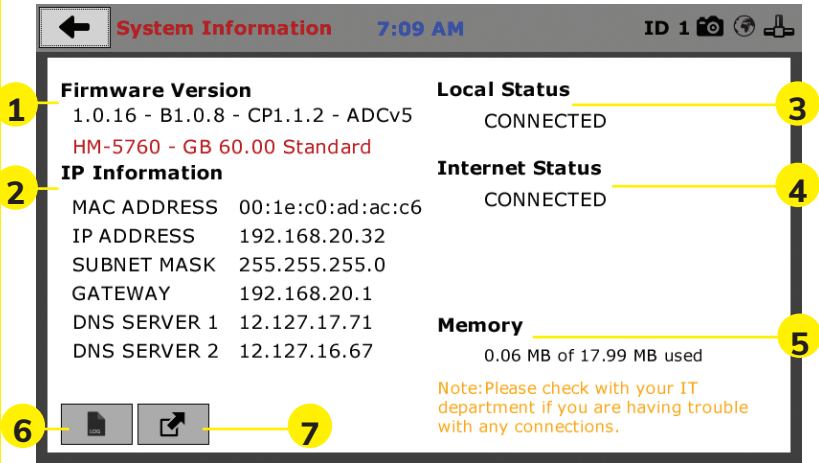 System Information 7:09 AM ID 1
1 Firmware Version
1.0.16 - B1.0.8 - CP1.1.2 - ADCv5
HM-5760 - GB 60.00 Standard
2 IP Information
MAC ADDRESS 00:1e:c0:ad:ac:c6
IP ADDRESS 192.168.20.32
SUBNET MASK 255.255.255.0
GATEWAY 192.168.20.1
DNS SERVER 1 12.127.17.71
DNS SERVER 2 12.127.16.67
6 LOG 7
Local Status 3
CONNECTED
Internet Status 4
CONNECTED
Memory 5
0.06 MB of 17.99 MB used
Note:Please check with your IT
department if you are having trouble
with any connections.